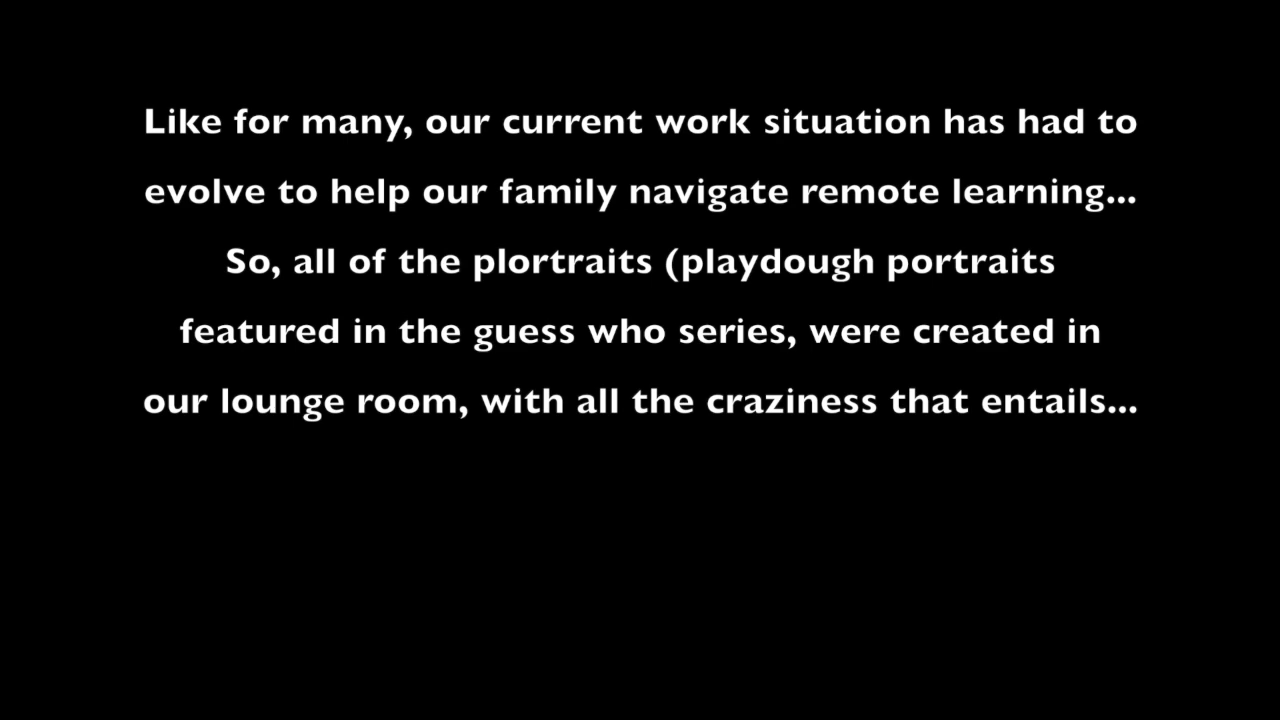 Like for many, our current work situation has had to
evolve to help our family navigate remote learning...
So, all of the plortraits (playdough portraits
featured in the guess who series, were created in
our lounge room, with all the craziness that entails...